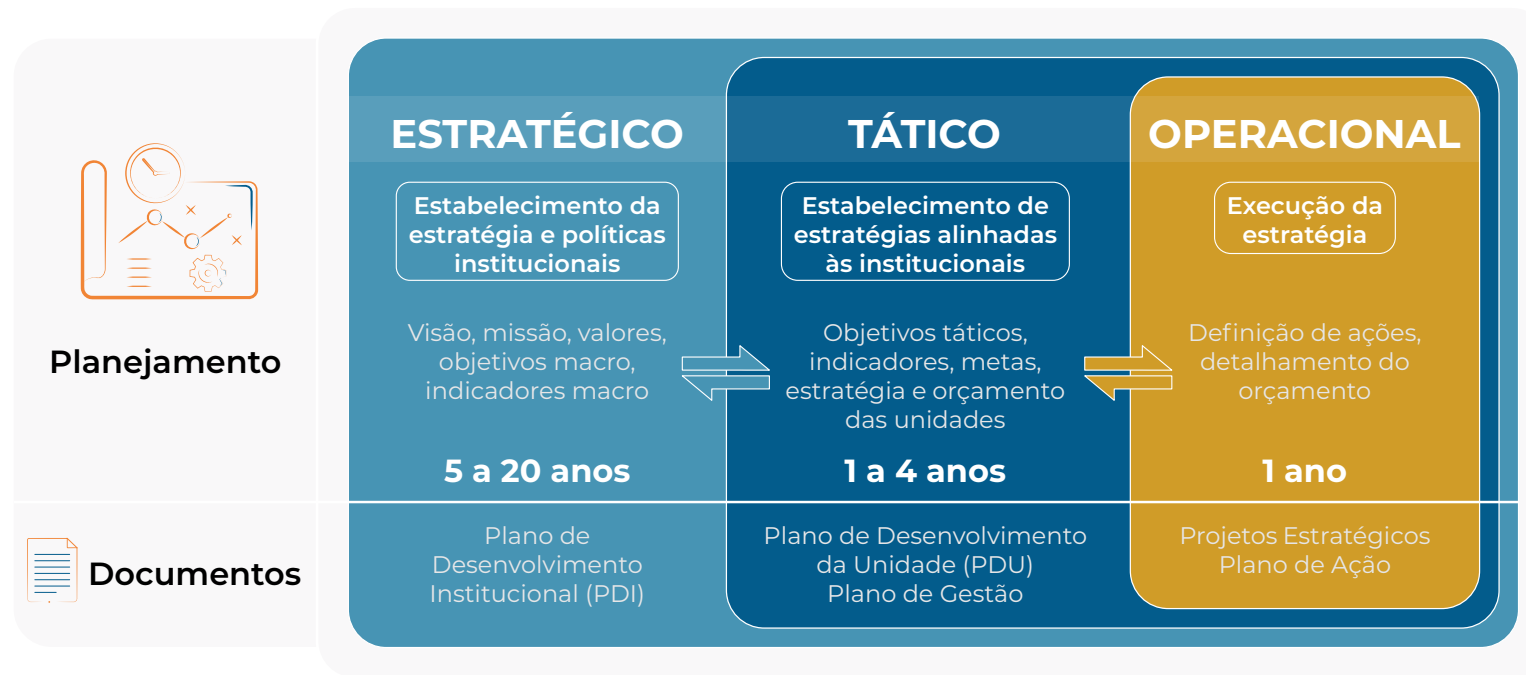 ESTRATÉGICO
Estabelecimento da
estratégia e políticas
institucionais
Visão, missão, valores,
objetivos macro,
indicadores macro
5 a 20 anos
TÁTICO
Estabelecimento de
estratégias alinhadas
às institucionais
Objetivos táticos,
indicadores, metas,
estratégia e orçamento
das unidades
1 a 4 anos
OPERACIONAL
Execução da
estratégia
Definição de ações,
detalhamento do
orçamento
1 ano
Planejamento
Documentos
Plano de
Desenvolvimento
Institucional (PDI)
Plano de Desenvolvimento
da Unidade (PDU)
Plano de Gestão
Projetos Estratégicos
Plano de Ação